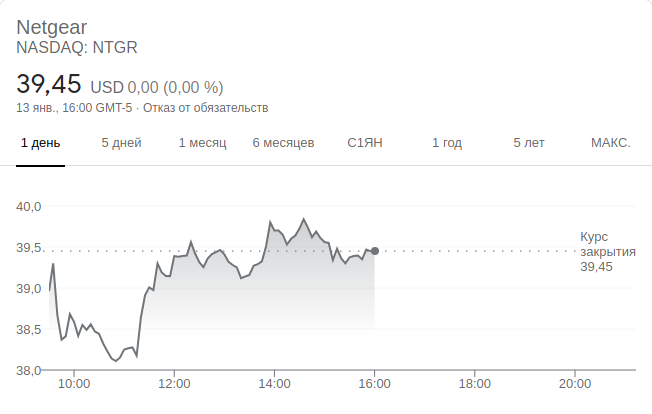 Netgear
NASDAQ: NTGR
39,45 USD 0,00 (0,00 %)
13 янв., 16:00 GMT-5 · Отказ от обязательств
1 день 5 дней 1 месяц 6 месяцев С1ЯН 1 год 5 лет МАКС.
40,0
39,5
39,0
38,5
38,0
Курс
закрытия
39,45
10:00 12:00 14:00 16:00 18:00 20:00